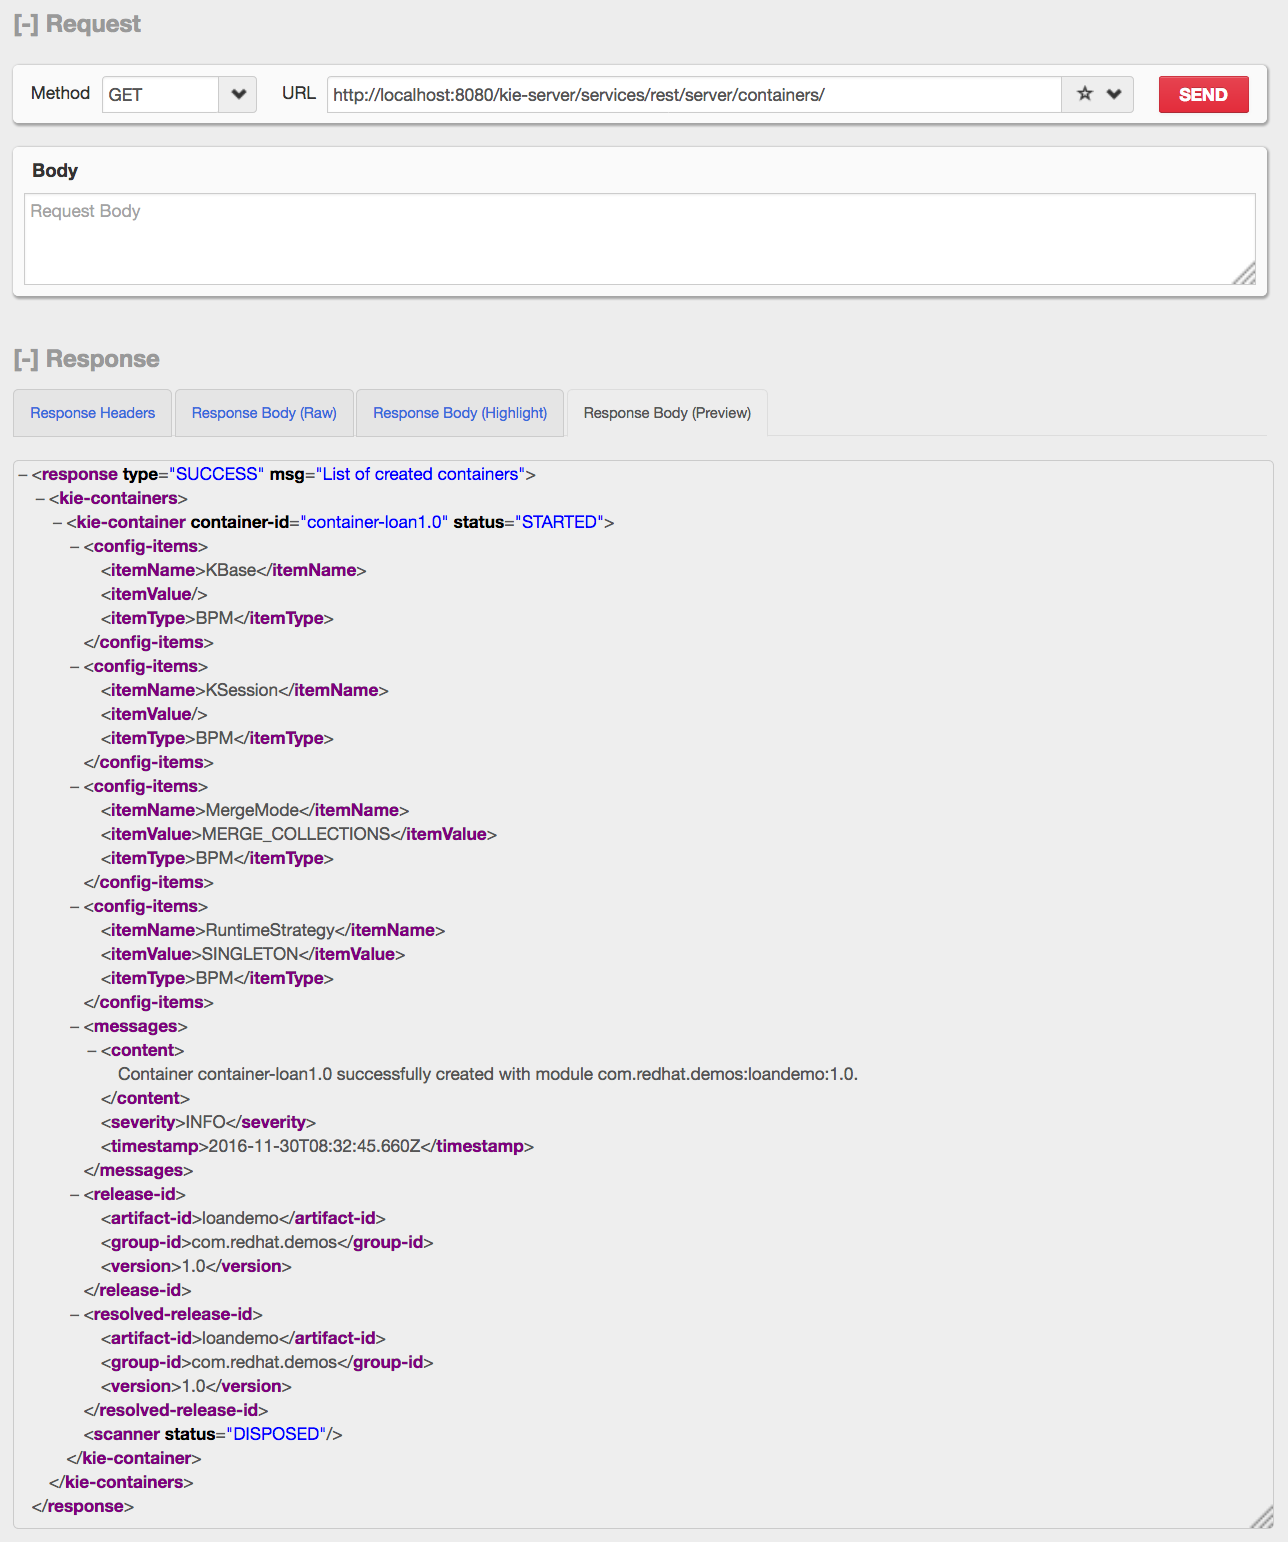 [-] Request
Method GET URL http://localhost:8080/kie-server/services/rest/server/containers/ SEND
Body
Request Body
[-] Response
Response Headers Response Body (Raw) Response Body (Highlight) Response Body (Preview)
– <response type="SUCCESS" msg="List of created containers">
– <kie-containers>
– <kie-container container-id="container-loan1.0" status="STARTED">
– <config-items>
<itemName>KBase</itemName>
<itemValue/>
<itemType>BPM</itemType>
</config-items>
– <config-items>
<itemName>KSession</itemName>
<itemValue/>
<itemType>BPM</itemType>
</config-items>
– <config-items>
<itemName>MergeMode</itemName>
<itemValue>MERGE_COLLECTIONS</itemValue>
<itemType>BPM</itemType>
</config-items>
– <config-items>
<itemName>RuntimeStrategy</itemName>
<itemValue>SINGLETON</itemValue>
<itemType>BPM</itemType>
</config-items>
– <messages>
– <content>
Container container-loan1.0 successfully created with module com.redhat.demos:loandemo:1.0.
</content>
<severity>INFO</severity>
<timestamp>2016-11-30T08:32:45.660Z</timestamp>
</messages>
– <release-id>
<artifact-id>loandemo</artifact-id>
<group-id>com.redhat.demos</group-id>
<version>1.0</version>
</release-id>
– <resolved-release-id>
<artifact-id>loandemo</artifact-id>
<group-id>com.redhat.demos</group-id>
<version>1.0</version>
</resolved-release-id>
<scanner status="DISPOSED"/>
</kie-container>
</kie-containers>
</response>